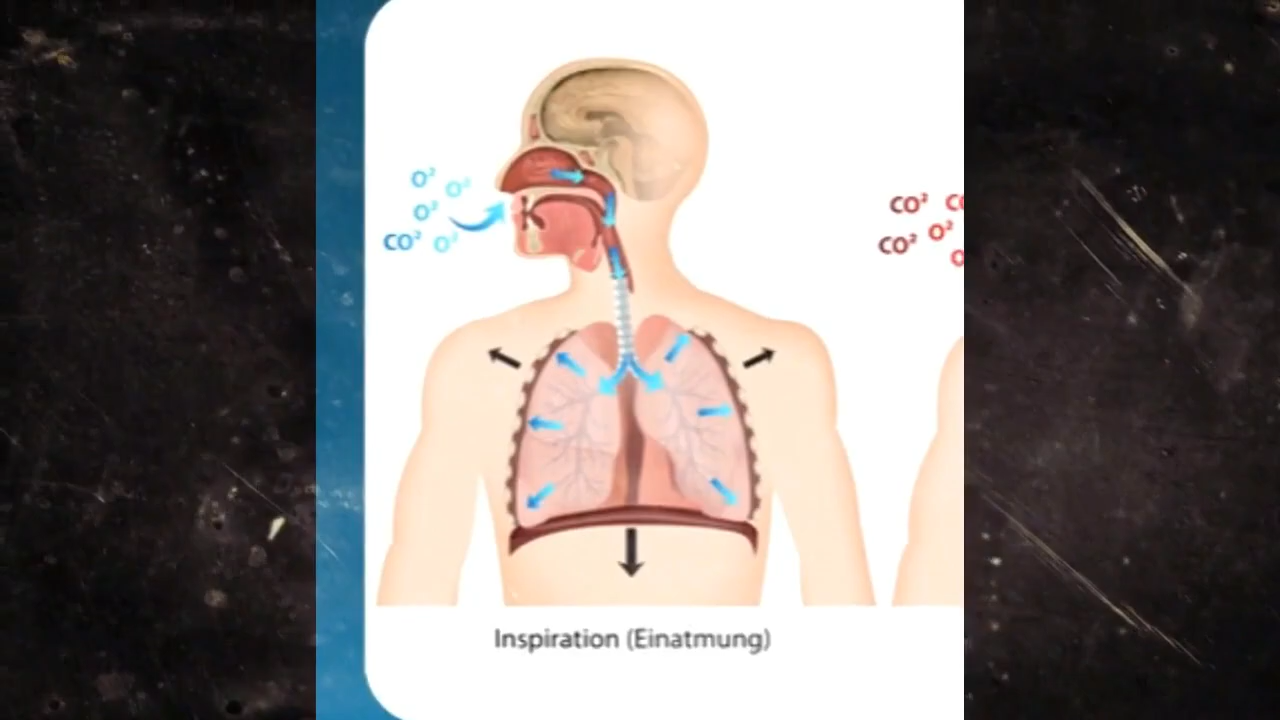 O²
O²
O²
CO² O²
CO²
CO²
O²
Inspiration (Einatmung)